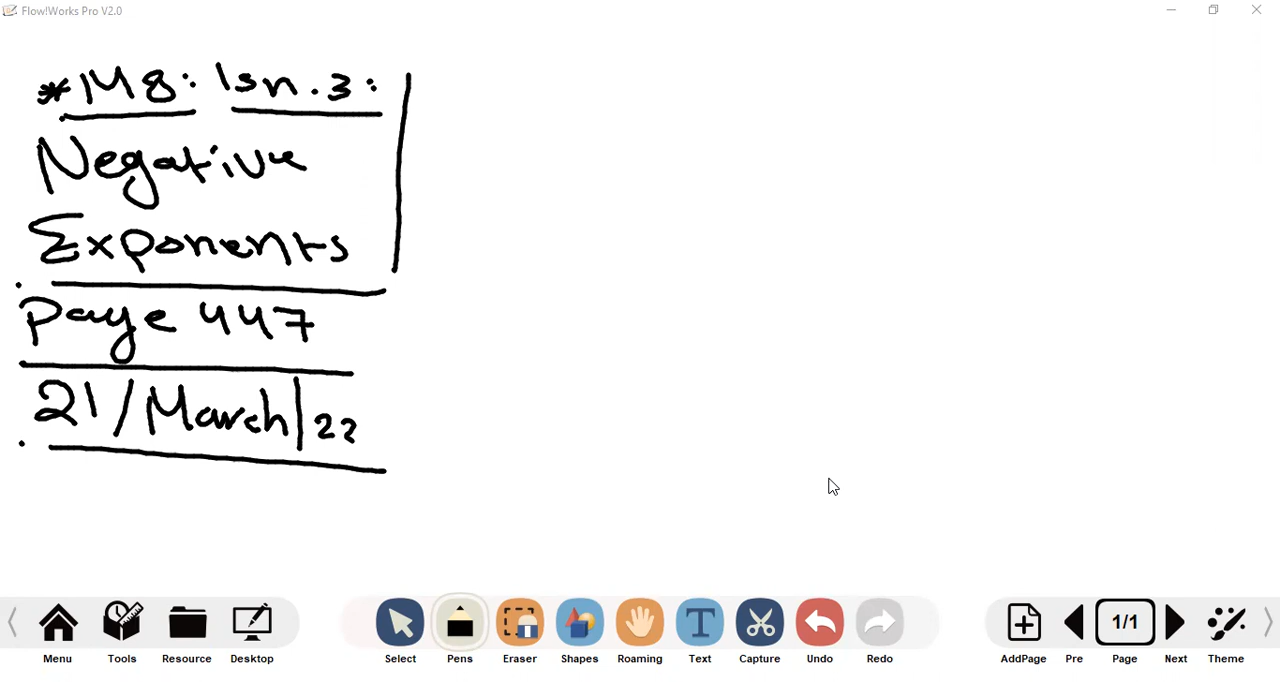 Flow!Works Pro V2.0
*M8: lsn.3:
Negative
Exponents
Page 447
21/March/22
1/1
Menu Tools Resource Desktop Select Pens Eraser Shapes Roaming Text Capture Undo Redo AddPage Pre Page Next Theme